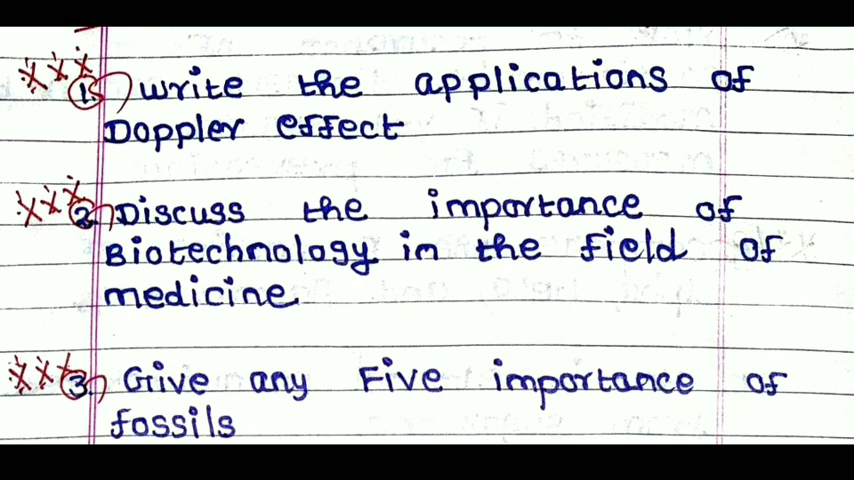 1. Write the applications of
Doppler effect
2. Discuss the importance of
Biotechnology in the field of
medicine
3. Give any Five importance of
fossils